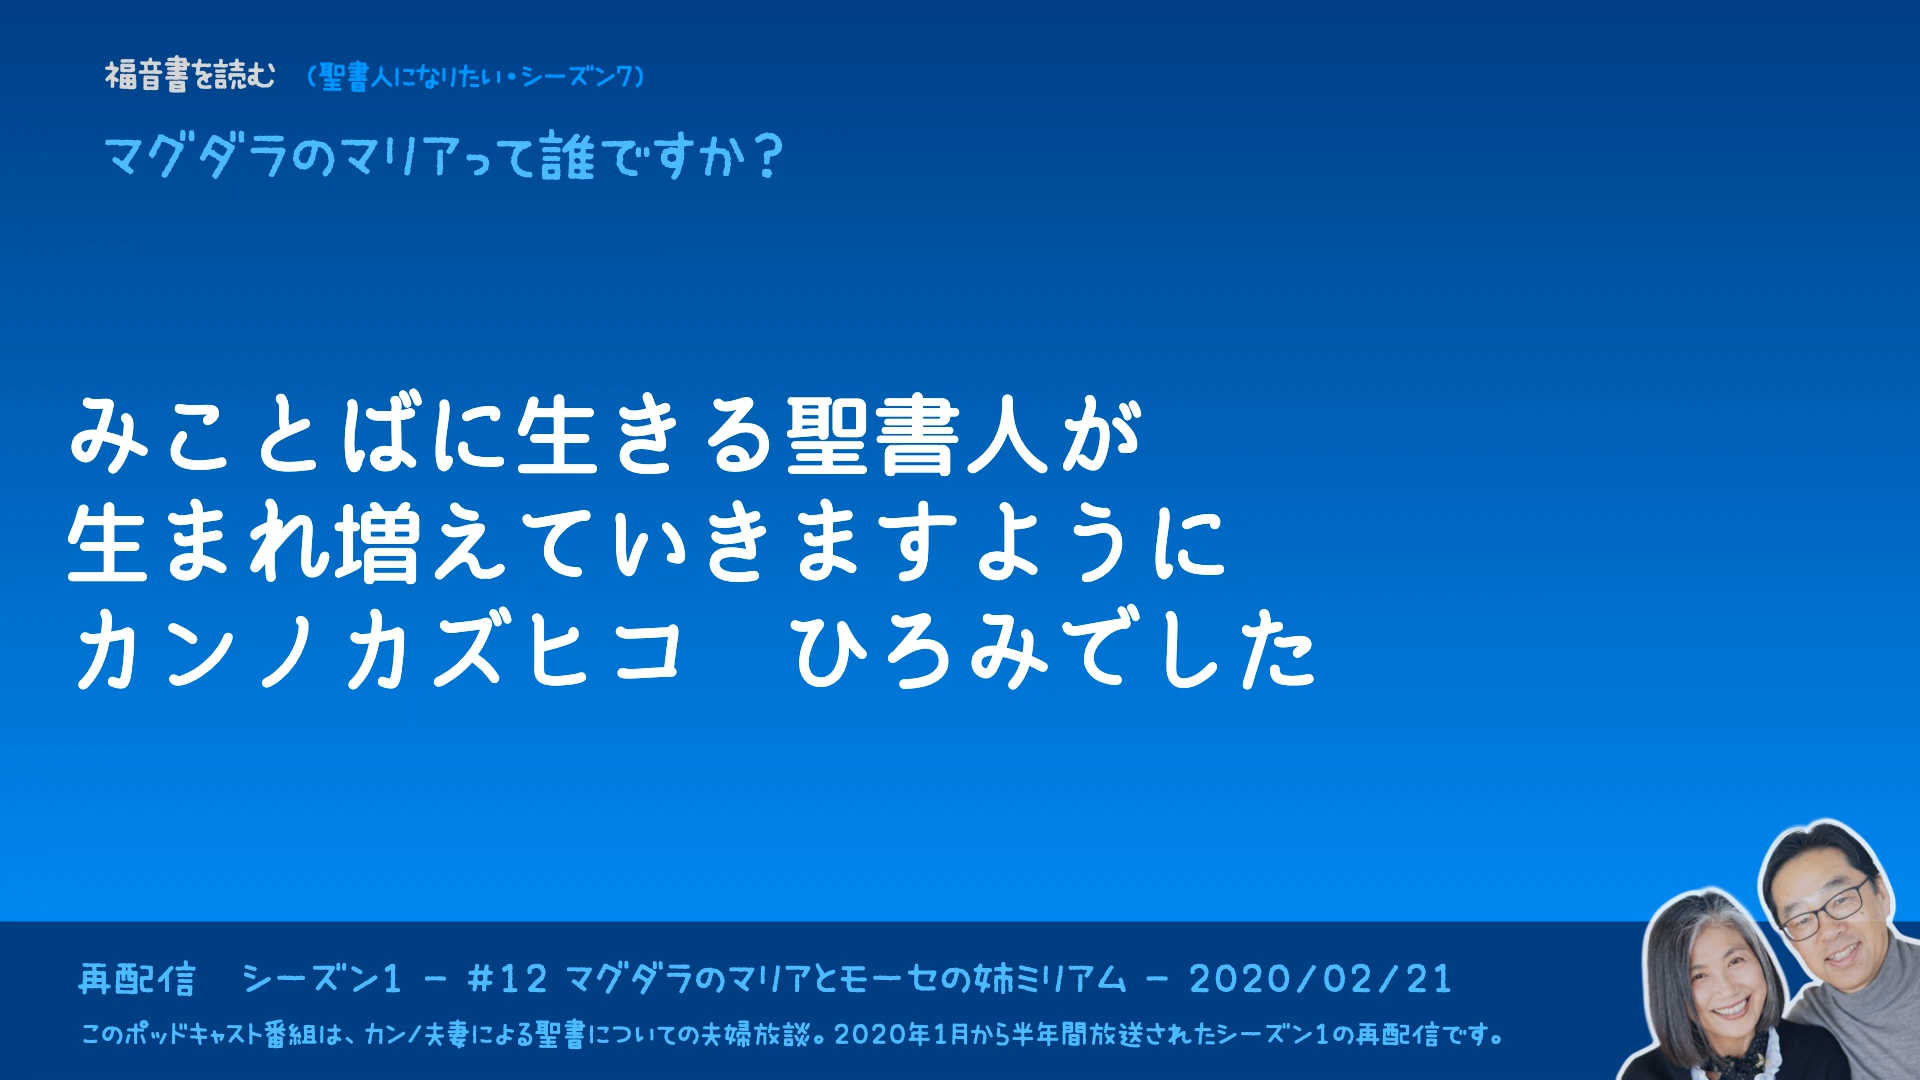 福音書を読む （聖書人になりたい・シーズン7）
マグダラのマリアって誰ですか？
みことばに生きる聖書人が
生まれ増えていきますように
カンノカズヒコ　ひろみでした
再配信　シーズン1 − #12 マグダラのマリアとモーセの姉ミリアム − 2020/02/21
このポッドキャスト番組は、カンノ夫妻による聖書についての夫婦放談。2020年1月から半年間放送されたシーズン1の再配信です。